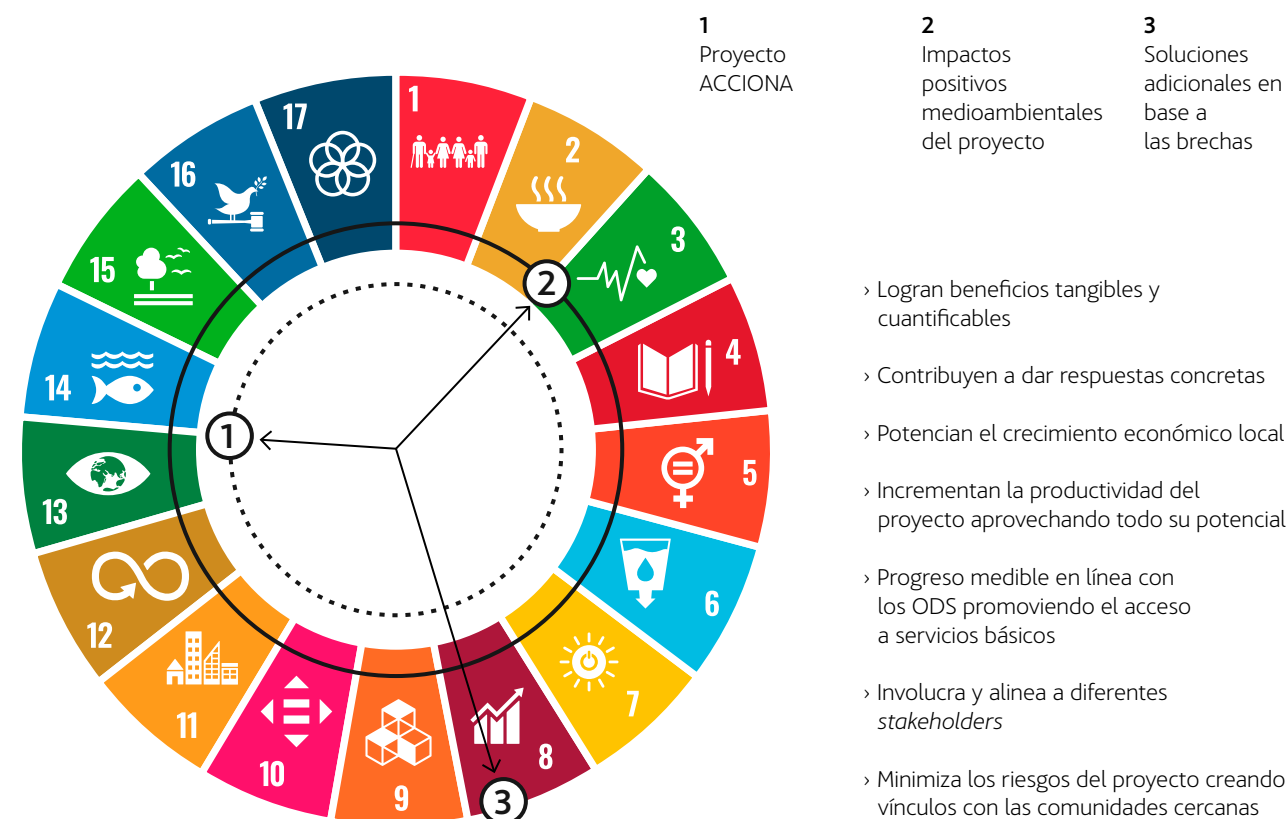 1
Proyecto
ACCIONA
2
Impactos
positivos
medioambientales
del proyecto
3
Soluciones
adicionales en
base a
las brechas
1
2
3
4
5
6
7
8
9
10
11
12
13
14
15
16
17
1
2
3
› Logran beneficios tangibles y
cuantificables
› Contribuyen a dar respuestas concretas
› Potencian el crecimiento económico local
› Incrementan la productividad del
proyecto aprovechando todo su potencial
› Progreso medible en línea con
los ODS promoviendo el acceso
a servicios básicos
› Involucra y alinea a diferentes
stakeholders
› Minimiza los riesgos del proyecto creando
vínculos con las comunidades cercanas